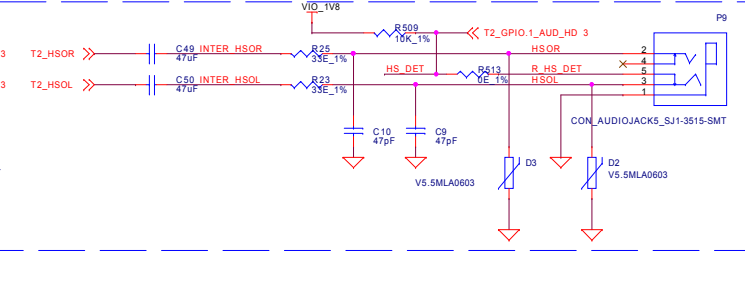 VIO_1V8
P9
R509
10K_1%
T2_GPIO.1_AUD_HD 3
3 T2_HSOR
C49 INTER_HSOR
47uF
R25
33E_1%
HSOR
2
4
HS_DET
R513
0E_1%
R_HS_DET
5
3 T2_HSOL
C50 INTER_HSOL
47uF
R23
33E_1%
HSOL
3
1
CON_AUDIOJACK5_SJ1-3515-SMT
C10
47pF
C9
47pF
D3
V5.5MLA0603
D2
V5.5MLA0603